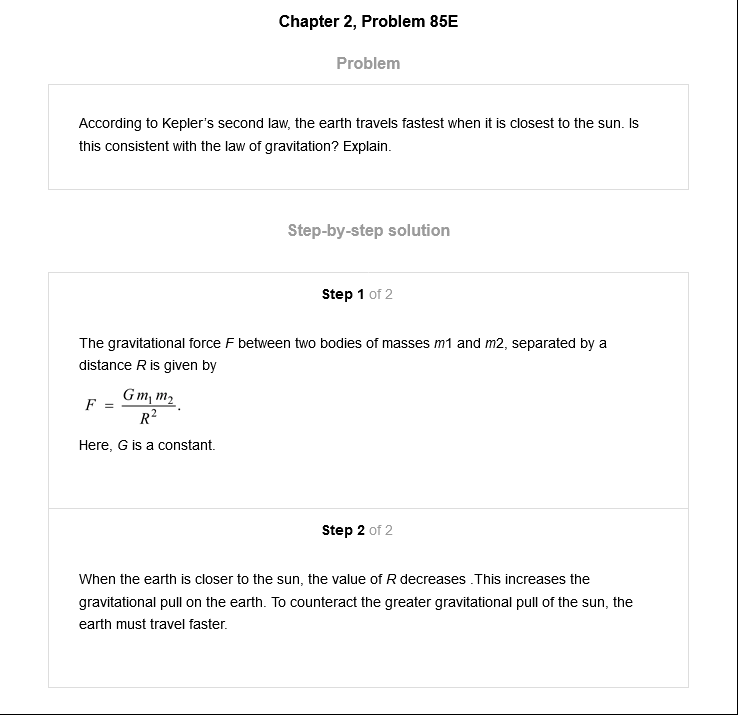 Chapter 2, Problem 85E
Problem
According to Kepler's second law, the earth travels fastest when it is closest to the sun. Is
this consistent with the law of gravitation? Explain.
Step-by-step solution
Step 1 of 2
The gravitational force F between two bodies of masses m1 and m2, separated by a
distance R is given by
F = G m₁ m₂ / R².
Here, G is a constant.
Step 2 of 2
When the earth is closer to the sun, the value of R decreases .This increases the
gravitational pull on the earth. To counteract the greater gravitational pull of the sun, the
earth must travel faster.